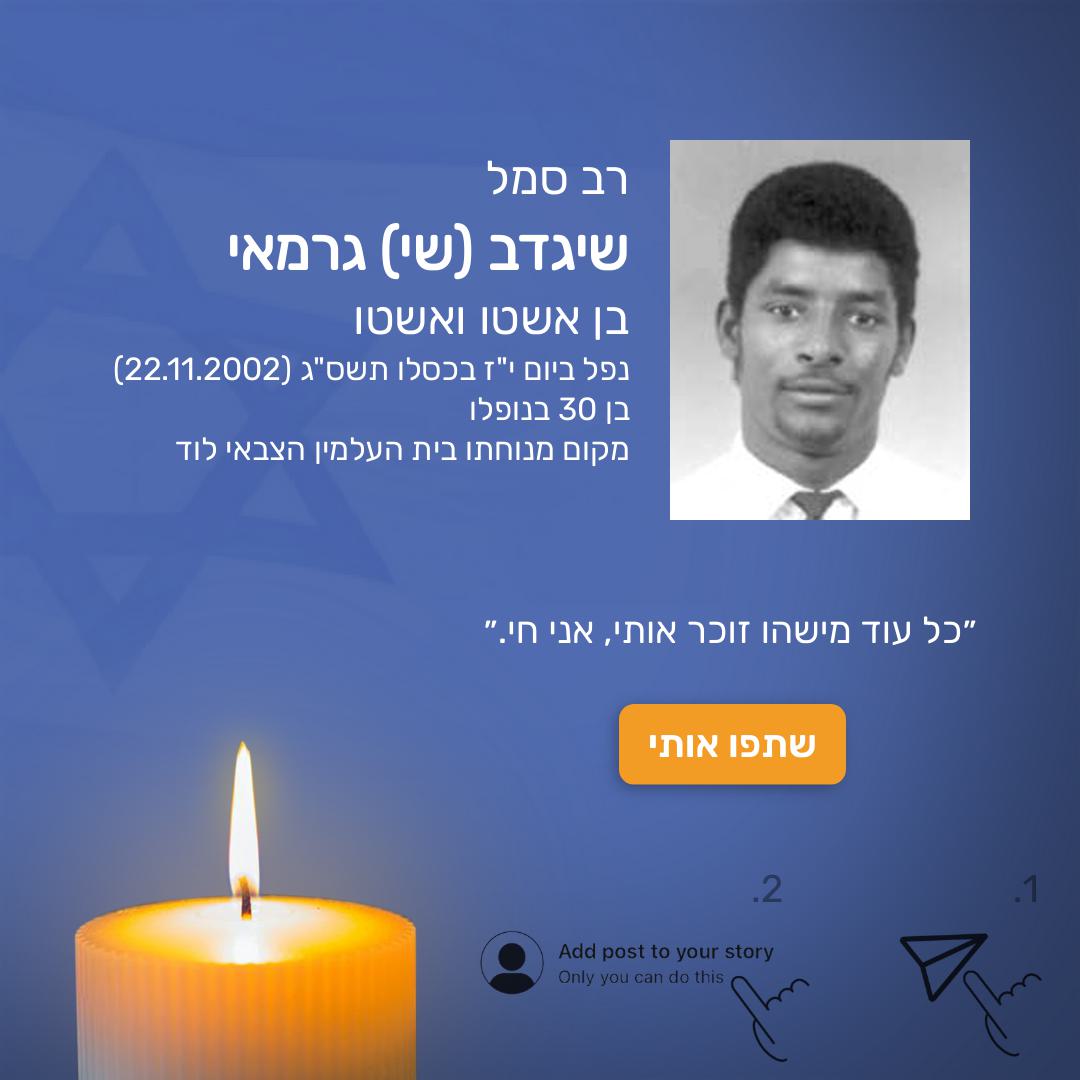 רב סמל
שיגדב (שי) גרמאי
בן אשטו ואשטו
נפל ביום י"ז בכסלו תשס"ג (22.11.2002)
בן 30 בנופלו
מקום מנוחתו בית העלמין הצבאי לוד
״כל עוד מישהו זוכר אותי, אני חי.״
שתפו אותי
1.
2.
Add post to your story
Only you can do this